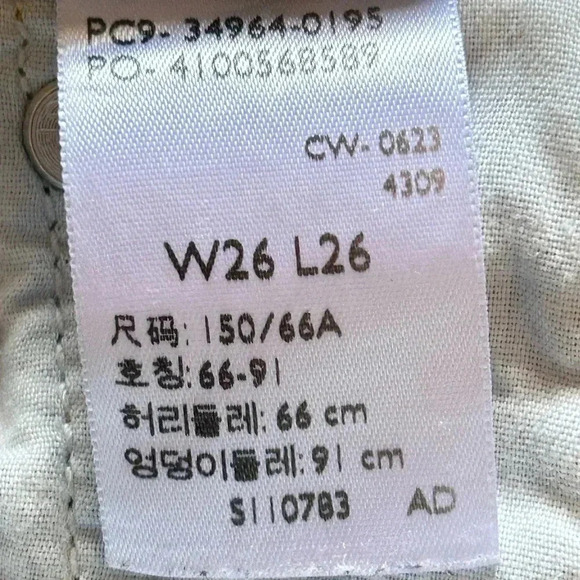 PC9- 34964-0195
PO- 4100568589
CW- 0623
4309
W26 L26
尺码: 150/66A
호칭: 66-91
허리둘레: 66 cm
엉덩이둘레: 91 cm
S110783 AD